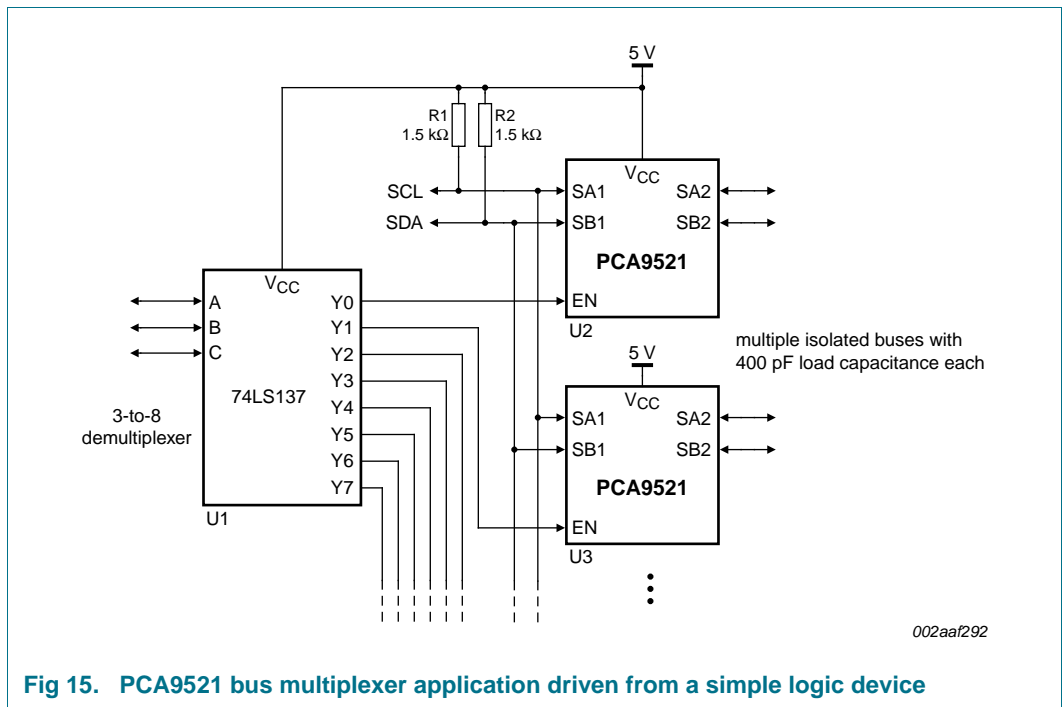 5 V
R1
1.5 kΩ
R2
1.5 kΩ
SCL
SDA
VCC
SA1
SA2
SB1
SB2
PCA9521
EN
U2
VCC
A
B
C
Y0
Y1
Y2
Y3
Y4
Y5
Y6
Y7
74LS137
U1
3-to-8
demultiplexer
multiple isolated buses with
400 pF load capacitance each
5 V
VCC
SA1
SA2
SB1
SB2
PCA9521
EN
U3
002aaf292
Fig 15. PCA9521 bus multiplexer application driven from a simple logic device